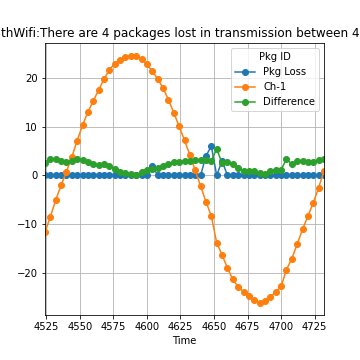 thWifi:There are 4 packages lost in transmission between 4
Pkg ID
Pkg Loss
Ch-1
Difference
20
10
0
−10
−20
4525 4550 4575 4600 4625 4650 4675 4700 4725
Time